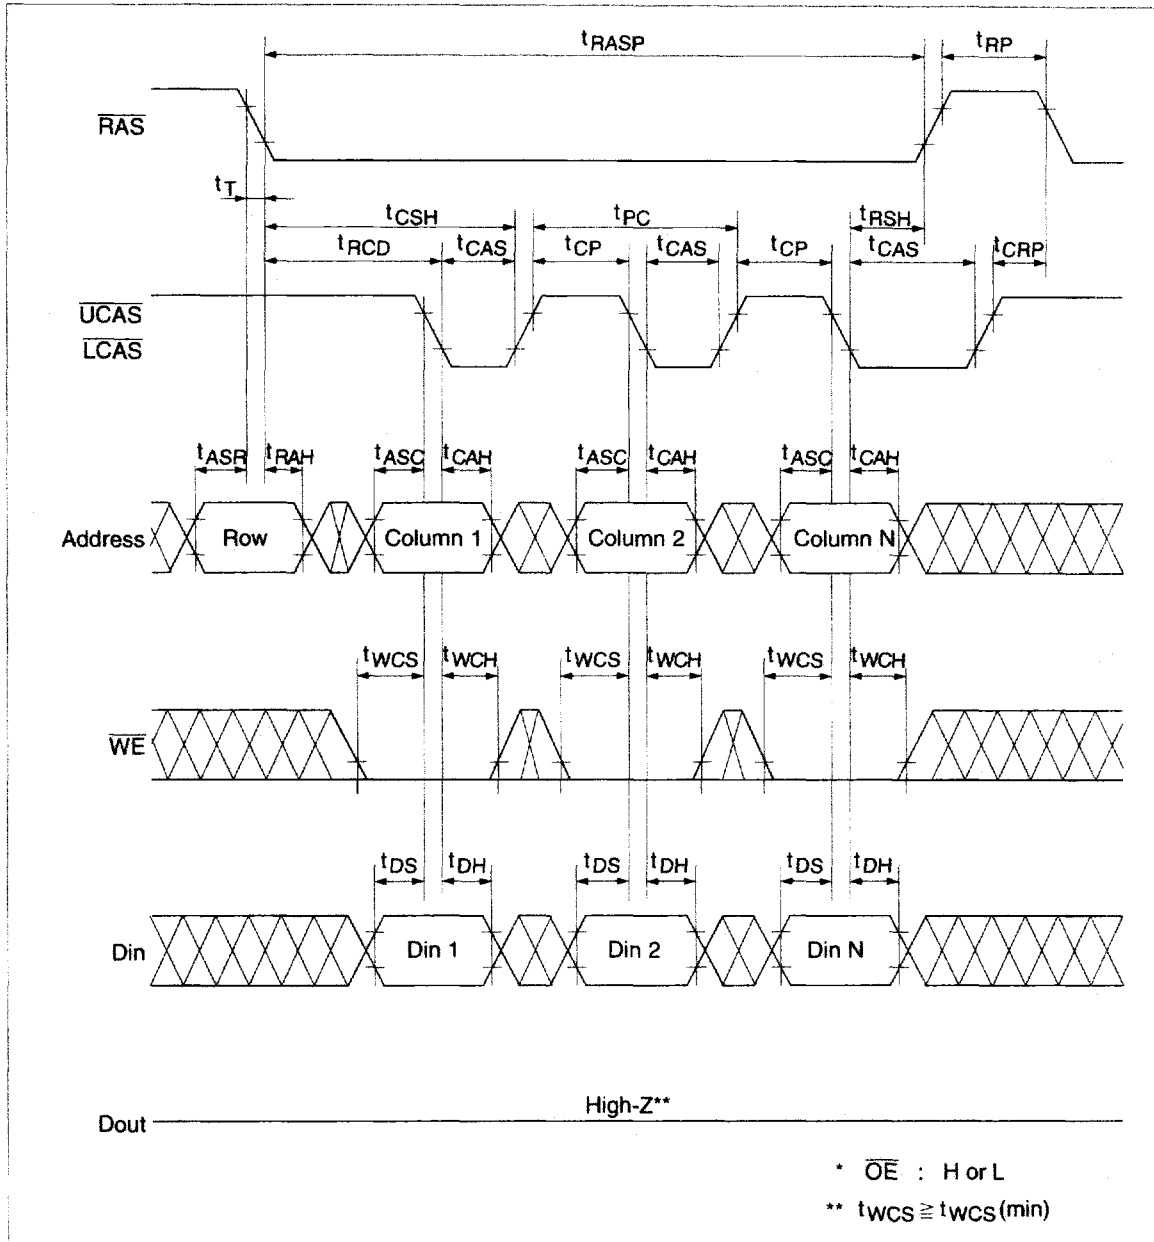 tRASP tRP
RAS
tT
tCSH tPC tRSH
tRCD tCAS tCP tCAS tCP tCAS tCRP
UCAS
LCAS
tASR tRAH tASC tCAH tASC tCAH tASC tCAH
Address Row Column 1 Column 2 Column N
tWCS tWCH tWCS tWCH tWCS tWCH
WE
tDS tDH tDS tDH tDS tDH
Din Din 1 Din 2 Din N
High-Z**
Dout
* OE : H or L
** tWCS ≧ tWCS(min)